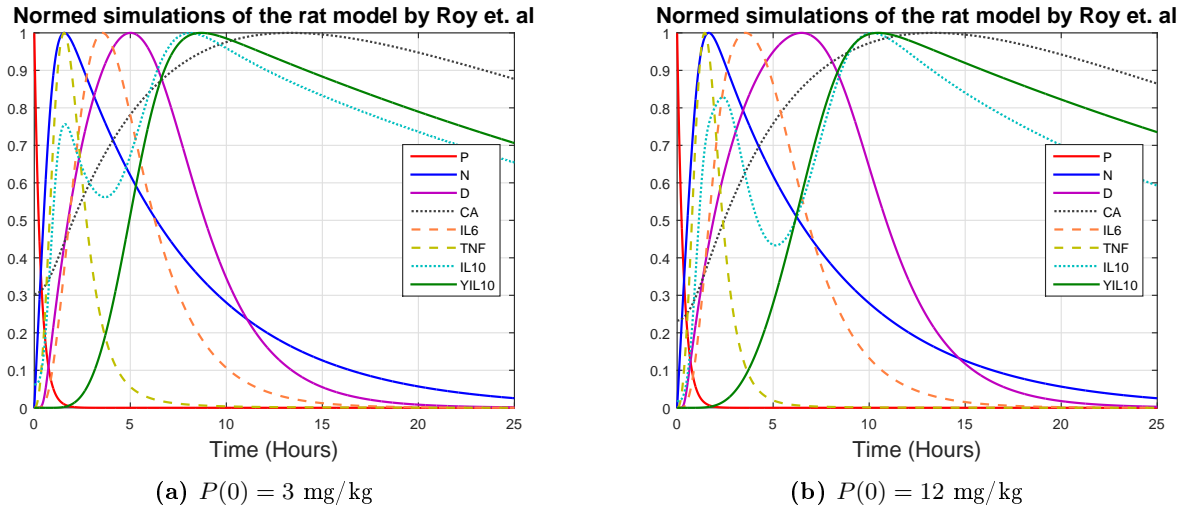 Normed simulations of the rat model by Roy et. al
1
0.9
0.8
0.7
0.6
0.5
0.4
0.3
0.2
0.1
0
0
5
10
15
20
25
P
N
D
CA
IL6
TNF
IL10
YIL10
Time (Hours)
(a) P(0) = 3 mg/kg
Normed simulations of the rat model by Roy et. al
1
0.9
0.8
0.7
0.6
0.5
0.4
0.3
0.2
0.1
0
0
5
10
15
20
25
P
N
D
CA
IL6
TNF
IL10
YIL10
Time (Hours)
(b) P(0) = 12 mg/kg